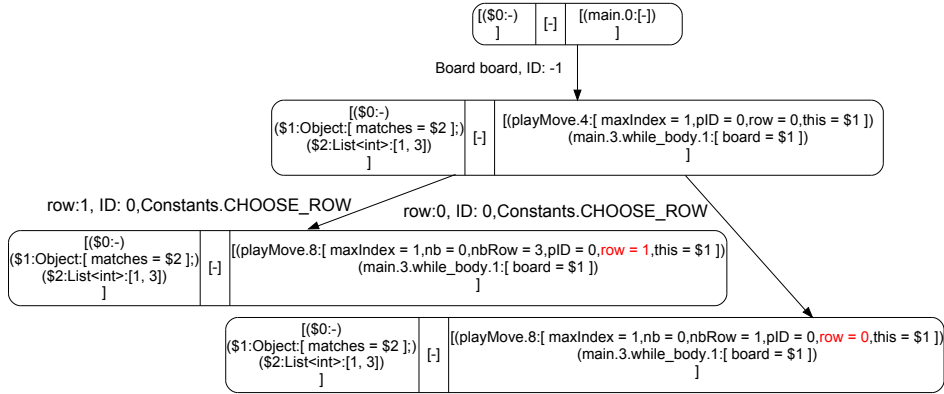 [($0:-)
]
[-]
[(main.0:[-])
]
Board board, ID: -1
[($0:-)
($1:Object:[ matches = $2 ];)
($2:List<int>:[1, 3])
]
[-]
[(playMove.4:[ maxIndex = 1,pID = 0,row = 0,this = $1 ])
(main.3.while_body.1:[ board = $1 ])
]
row:1, ID: 0,Constants.CHOOSE_ROW
row:0, ID: 0,Constants.CHOOSE_ROW
[($0:-)
($1:Object:[ matches = $2 ];)
($2:List<int>:[1, 3])
]
[-]
[(playMove.8:[ maxIndex = 1,nb = 0,nbRow = 3,pID = 0,row = 1,this = $1 ])
(main.3.while_body.1:[ board = $1 ])
]
[($0:-)
($1:Object:[ matches = $2 ];)
($2:List<int>:[1, 3])
]
[-]
[(playMove.8:[ maxIndex = 1,nb = 0,nbRow = 1,pID = 0,row = 0,this = $1 ])
(main.3.while_body.1:[ board = $1 ])
]